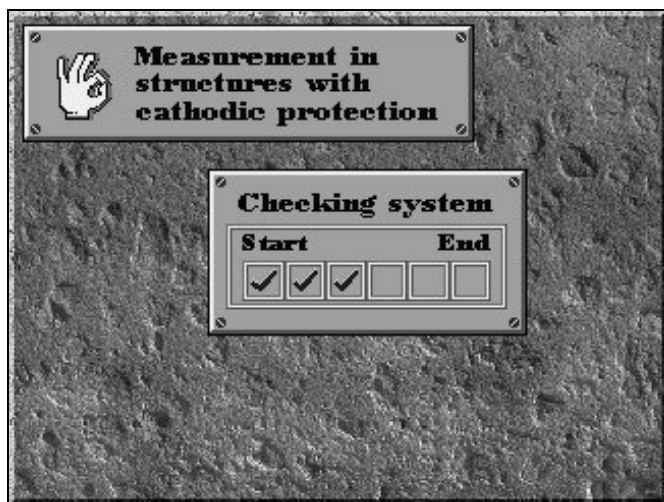 Measurement in
structures with
cathodic protection
Checking system
Start End